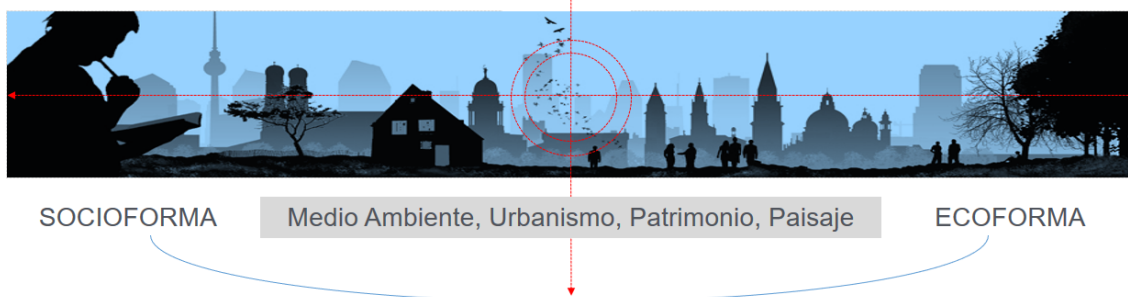 SOCIOFORMA
Medio Ambiente, Urbanismo, Patrimonio, Paisaje
ECOFORMA